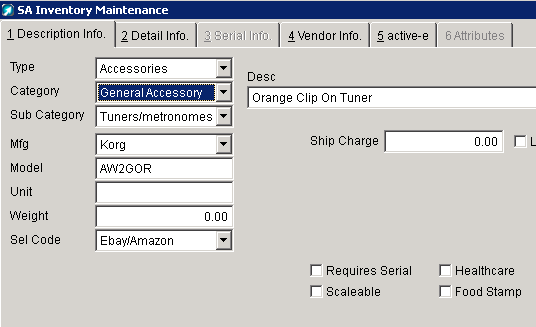 SA Inventory Maintenance
1 Description Info. 2 Detail Info. 3 Serial Info. 4 Vendor Info. 5 active-e 6 Attributes
Type Accessories
Desc
Category General Accessory
Orange Clip On Tuner
Sub Category Tuners/metronomes
Mfg Korg Ship Charge 0.00 L
Model AW2GOR
Unit
Weight 0.00
Sel Code Ebay/Amazon
Requires Serial Healthcare
Scaleable Food Stamp